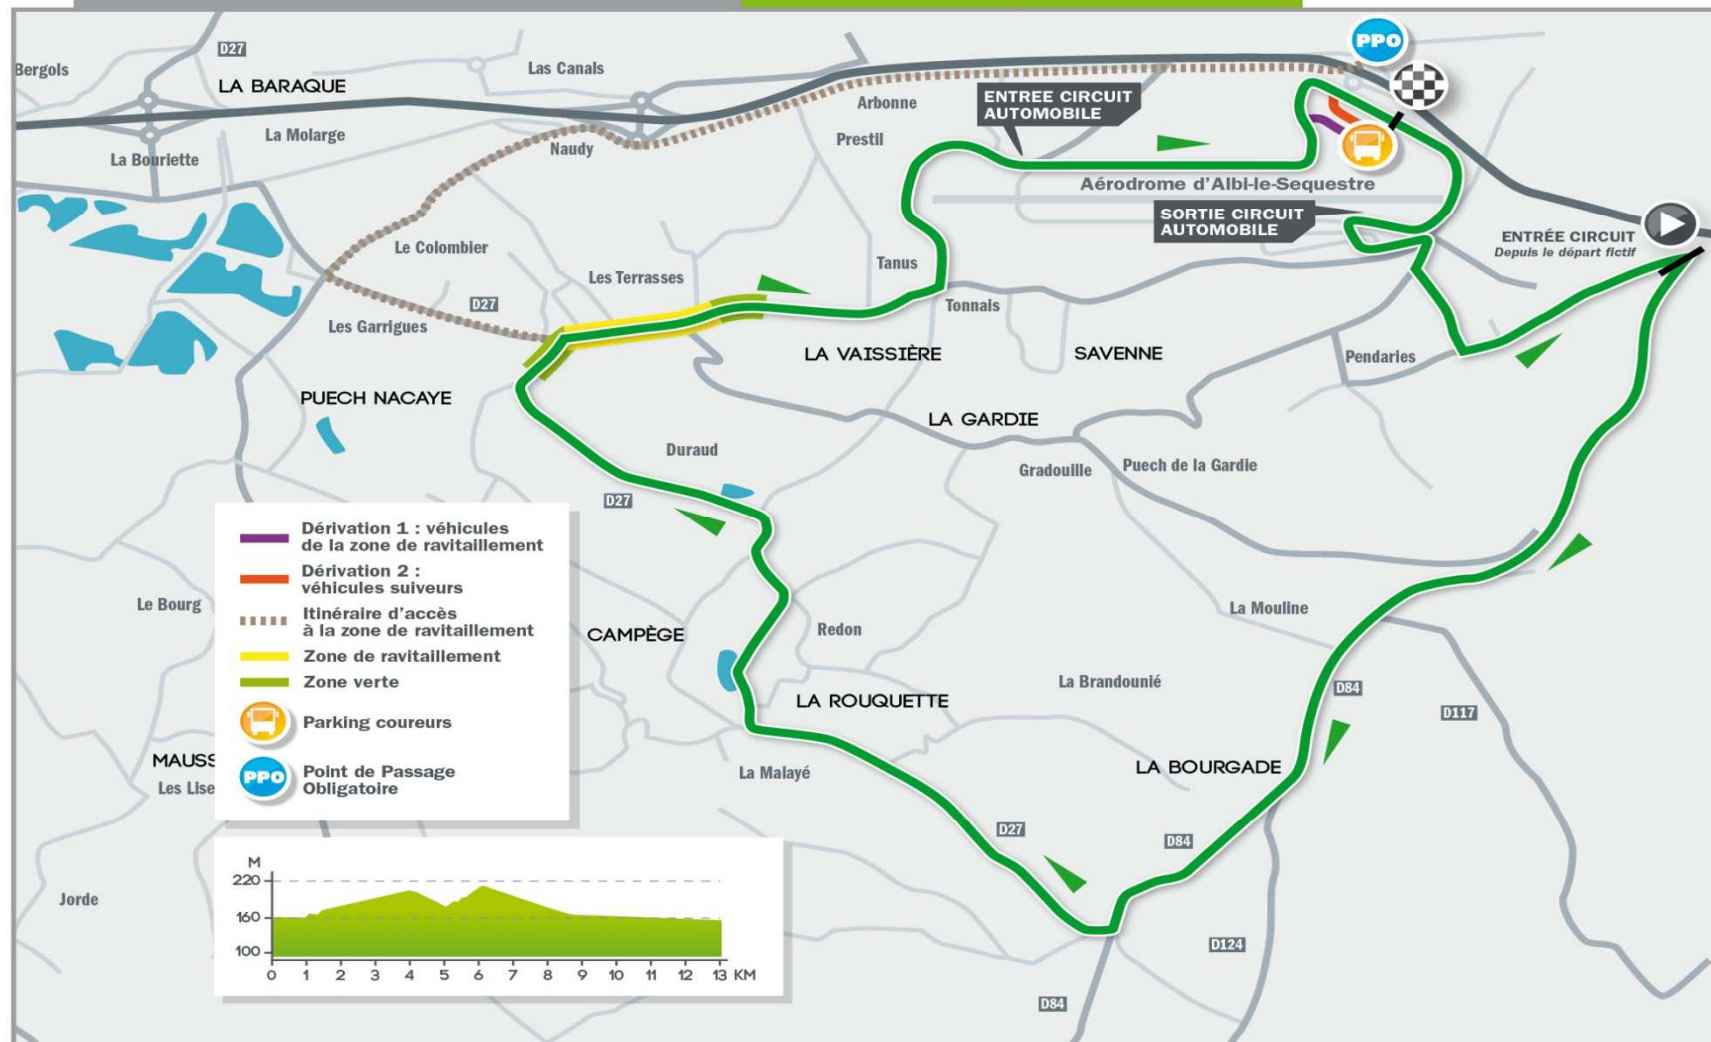 D27
Bergols
LA BARAQUE
Las Canals
PPO
La Molarge
Arbonne
ENTREE CIRCUIT
AUTOMOBILE
La Bouriette
Naudy
Prestil
Aérodrome d'Albi-le-Sequestre
SORTIE CIRCUIT
AUTOMOBILE
ENTRÉE CIRCUIT
Depuis le départ fictif
Le Colombier
Les Terrasses
Tanus
D27
Tonnais
Les Garrigues
LA VAISSIÈRE
SAVENNE
Pendaries
PUECH NACAYE
LA GARDIE
Duraud
Gradouille
Puech de la Gardie
D27
Dérivation 1 : véhicules
de la zone de ravitaillement
Dérivation 2 :
véhicules suiveurs
Itinéraire d'accès
à la zone de ravitaillement
Zone de ravitaillement
Zone verte
Parking coureurs
PPO
Point de Passage
Obligatoire
Le Bourg
CAMPÈGE
Redon
La Mouline
LA ROUQUETTE
La Brandounié
D84
D117
MAUSS
Les Lise
La Malayé
LA BOURGADE
D27
D84
Jorde
D124
D84
M
220
160
100
0 1 2 3 4 5 6 7 8 9 10 11 12 13 KM